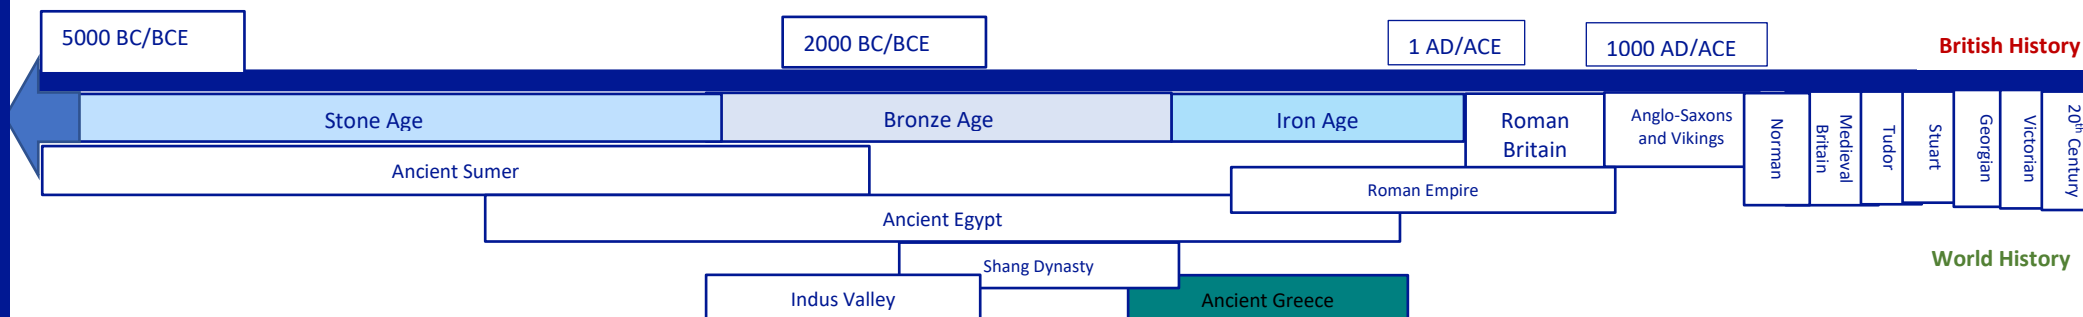 5000 BC/BCE
2000 BC/BCE
1 AD/ACE
1000 AD/ACE
British History
Stone Age
Bronze Age
Iron Age
Roman
Britain
Anglo-Saxons
and Vikings
Norman
Medieval
Britain
Tudor
Stuart
Georgian
Victorian
20th Century
Ancient Sumer
Roman Empire
Ancient Egypt
Shang Dynasty
World History
Indus Valley
Ancient Greece